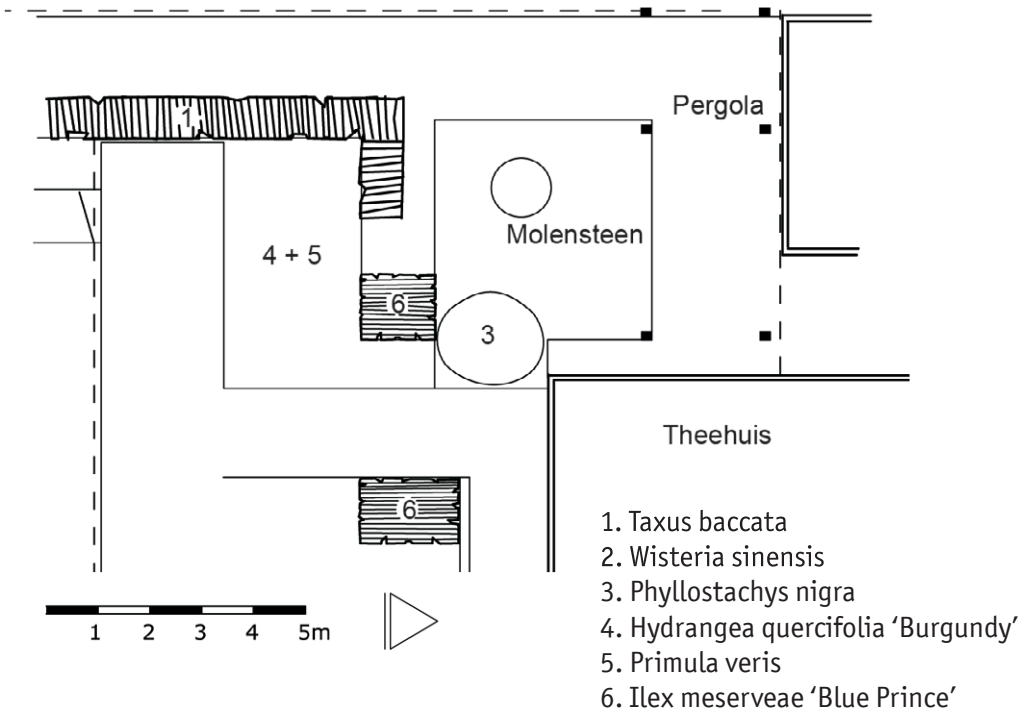 Pergola
1
Molensteen
4 + 5
6
3
Theehuis
6
1 2 3 4 5m
1. Taxus baccata
2. Wisteria sinensis
3. Phyllostachys nigra
4. Hydrangea quercifolia ‘Burgundy’
5. Primula veris
6. Ilex meserveae ‘Blue Prince’